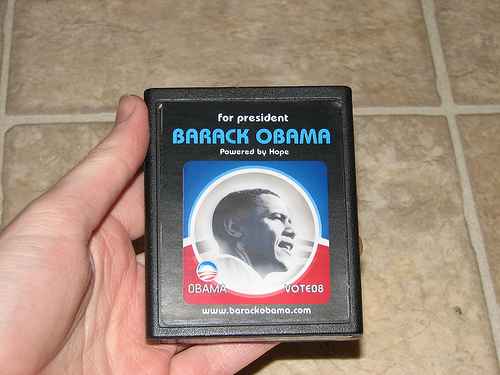 for president
BARACK OBAMA
Powered by Hope
OBAMA VOTE08
www.barackobama.com